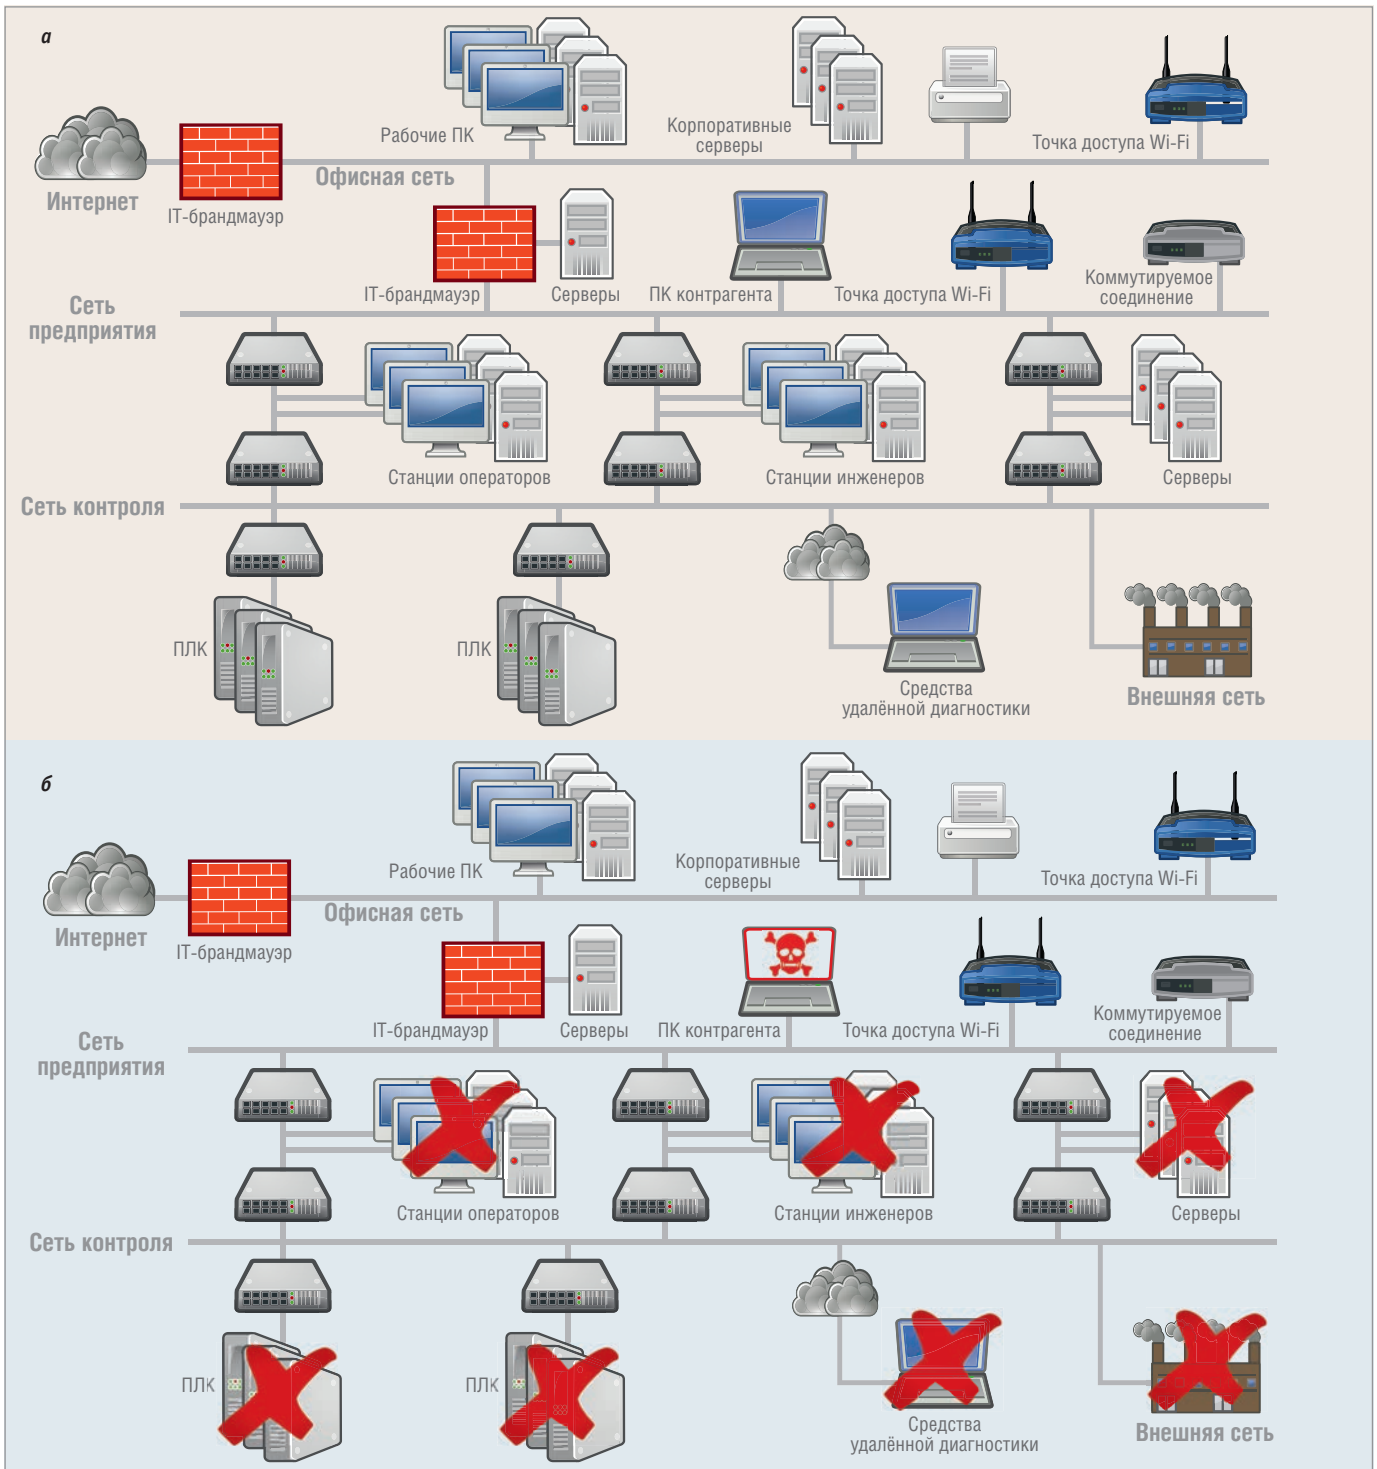 а
Рабочие ПК
Корпоративные
серверы
Точка доступа Wi-Fi
Интернет
Офисная сеть
IT-брандмауэр
IT-брандмауэр
Серверы
ПК контрагента
Точка доступа Wi-Fi
Коммутируемое
соединение
Сеть
предприятия
Станции операторов
Станции инженеров
Серверы
Сеть контроля
ПЛК
ПЛК
Средства
удалённой диагностики
Внешняя сеть
б
Рабочие ПК
Корпоративные
серверы
Точка доступа Wi-Fi
Интернет
Офисная сеть
IT-брандмауэр
IT-брандмауэр
Серверы
ПК контрагента
Точка доступа Wi-Fi
Коммутируемое
соединение
Сеть
предприятия
Станции операторов
Станции инженеров
Серверы
Сеть контроля
ПЛК
ПЛК
Средства
удалённой диагностики
Внешняя сеть